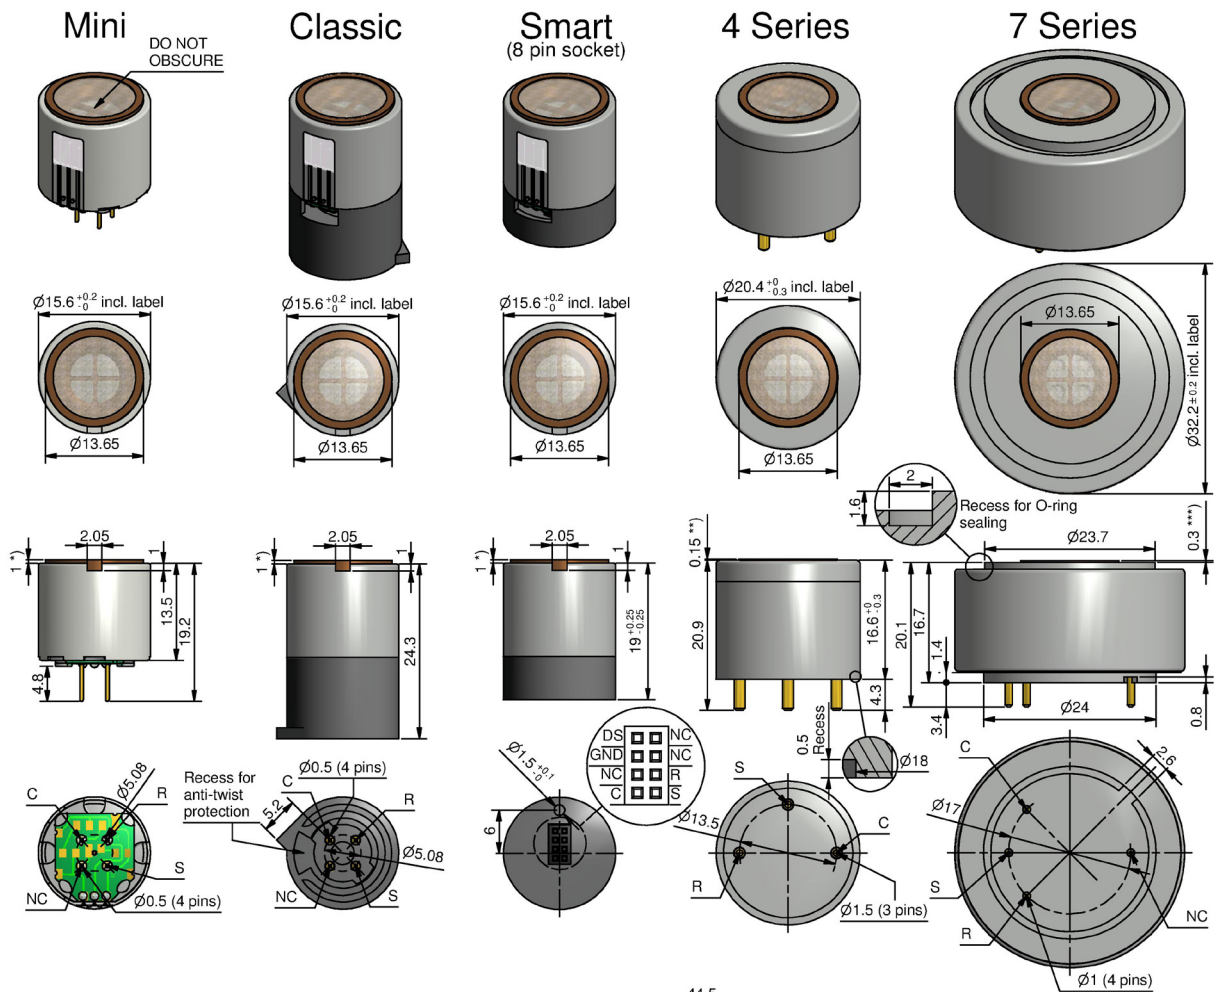 Mini
Classic
Smart
(8 pin socket)
4 Series
7 Series
DO NOT
OBSCURE
Ø15.6 +0.2 -0 incl. label
Ø15.6 +0.2 -0 incl. label
Ø15.6 +0.2 -0 incl. label
Ø20.4 +0 -0.3 incl. label
Ø13.65
Ø32.2 ±0.2 incl. label
Ø13.65
Ø13.65
Ø13.65
Ø13.65
2
1.6
Recess for O-ring
sealing
2.05
1
1 *)
13.5
19.2
4.8
2.05
1
1 *)
24.3
2.05
1
1 *)
19 +0.25 -0.25
0.15 **)
20.9
16.6 +0 -0.3
4.3
0.5
Recess
Ø18
Ø23.7
0.3 ***)
20.1
16.7
1.4
3.4
Ø24
0.8
C
Ø5.08
R
S
NC
Ø0.5 (4 pins)
Recess for
anti-twist
protection
5.2
C
Ø0.5 (4 pins)
R
Ø5.08
NC
S
Ø1.5 +0.1 -0
6
DS NC
GND NC
NC R
C S
S
Ø13.5
C
R
Ø1.5 (3 pins)
C
2.6
Ø17
S
R
NC
Ø1 (4 pins)
44.5